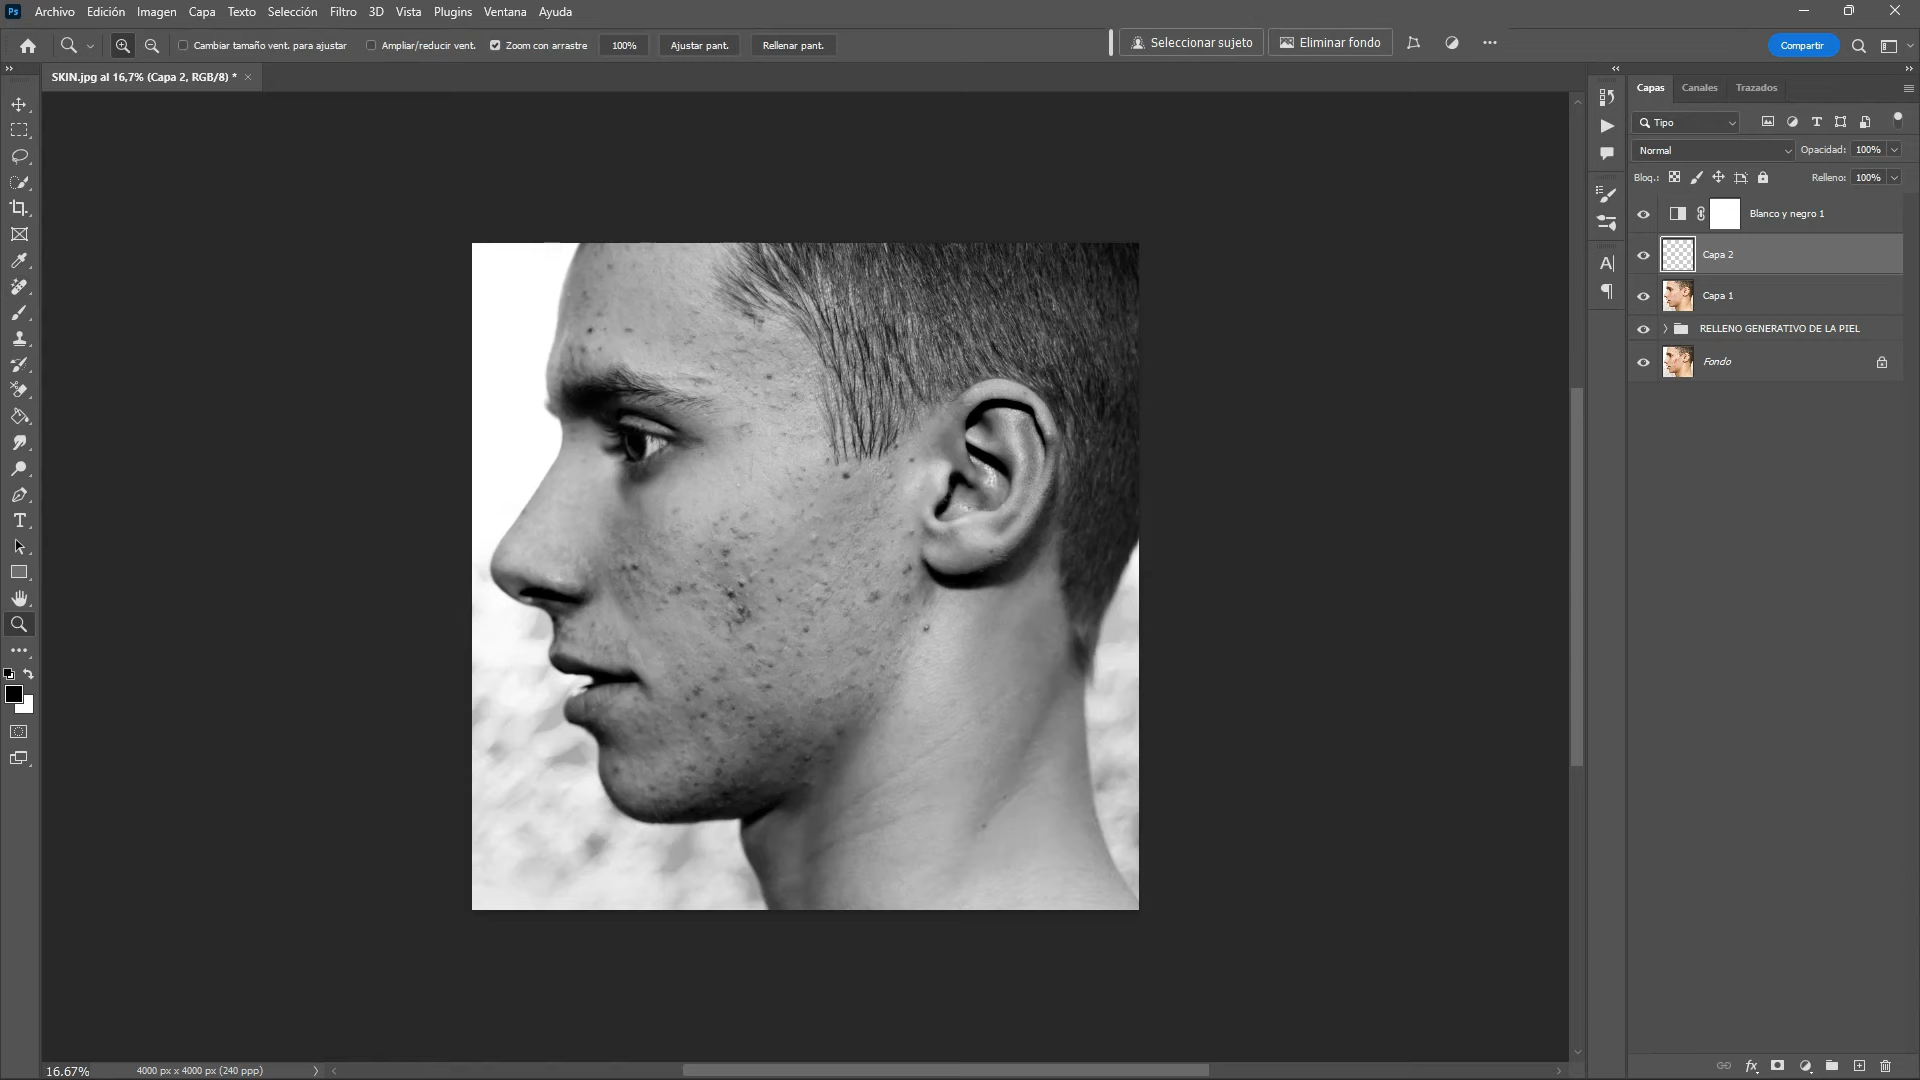 Ps Archivo Edición Imagen Capa Texto Selección Filtro 3D Vista Plugins Ventana Ayuda
Cambiar tamaño vent. para ajustar Ampliar/reducir vent. Zoom con arrastre 100% Ajustar pant. Rellenar pant. Seleccionar sujeto Eliminar fondo Compartir
SKIN.jpg al 16,7% (Capa 2, RGB/8) *
Capas Canales Trazados
Tipo
Normal Opacidad: 100%
Bloq.: Relleno: 100%
Blanco y negro 1
Capa 2
Capa 1
RELLENO GENERATIVO DE LA PIEL
Fondo
16.67% 4000 px x 4000 px (240 ppp)